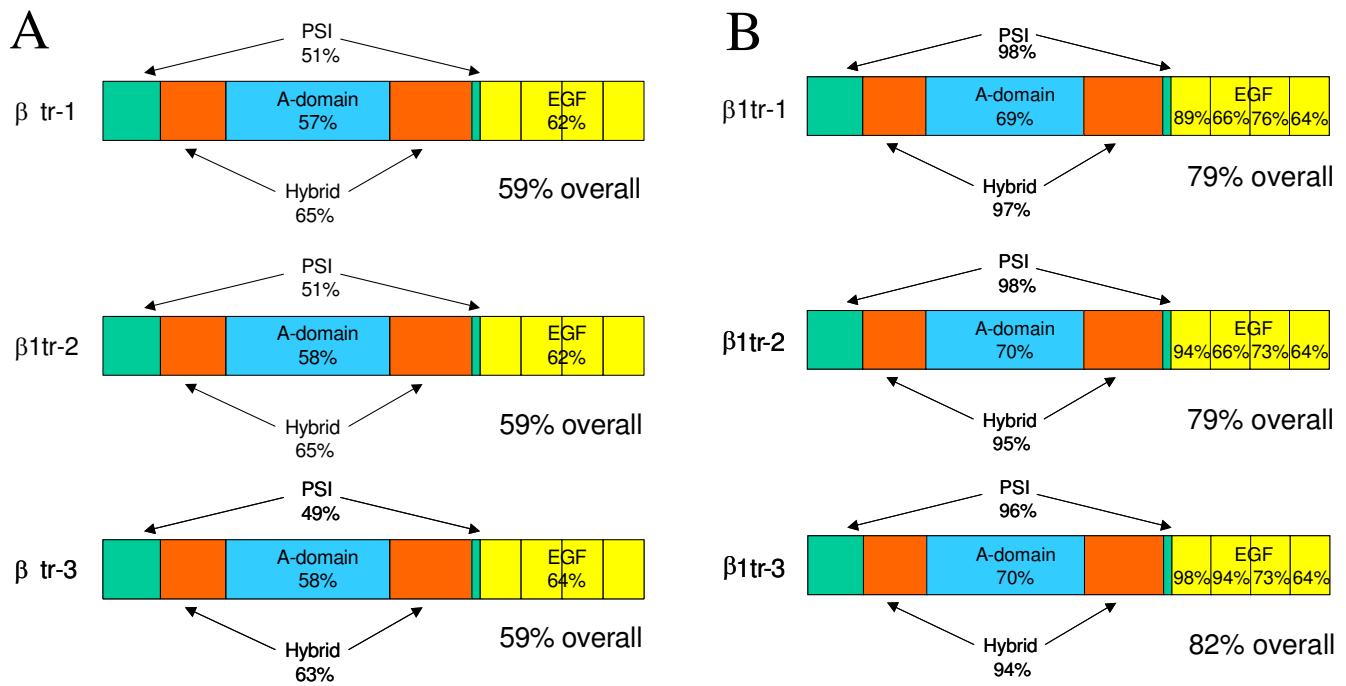 A
PSI
51%
β tr-1
A-domain
57%
EGF
62%
Hybrid
65%
59% overall
PSI
51%
β1tr-2
A-domain
58%
EGF
62%
Hybrid
65%
59% overall
PSI
49%
β tr-3
A-domain
58%
EGF
64%
Hybrid
63%
59% overall
B
PSI
98%
β1tr-1
A-domain
69%
EGF
89% 66% 76% 64%
Hybrid
97%
79% overall
PSI
98%
β1tr-2
A-domain
70%
EGF
94% 66% 73% 64%
Hybrid
95%
79% overall
PSI
96%
β1tr-3
A-domain
70%
EGF
98% 94% 73% 64%
Hybrid
94%
82% overall